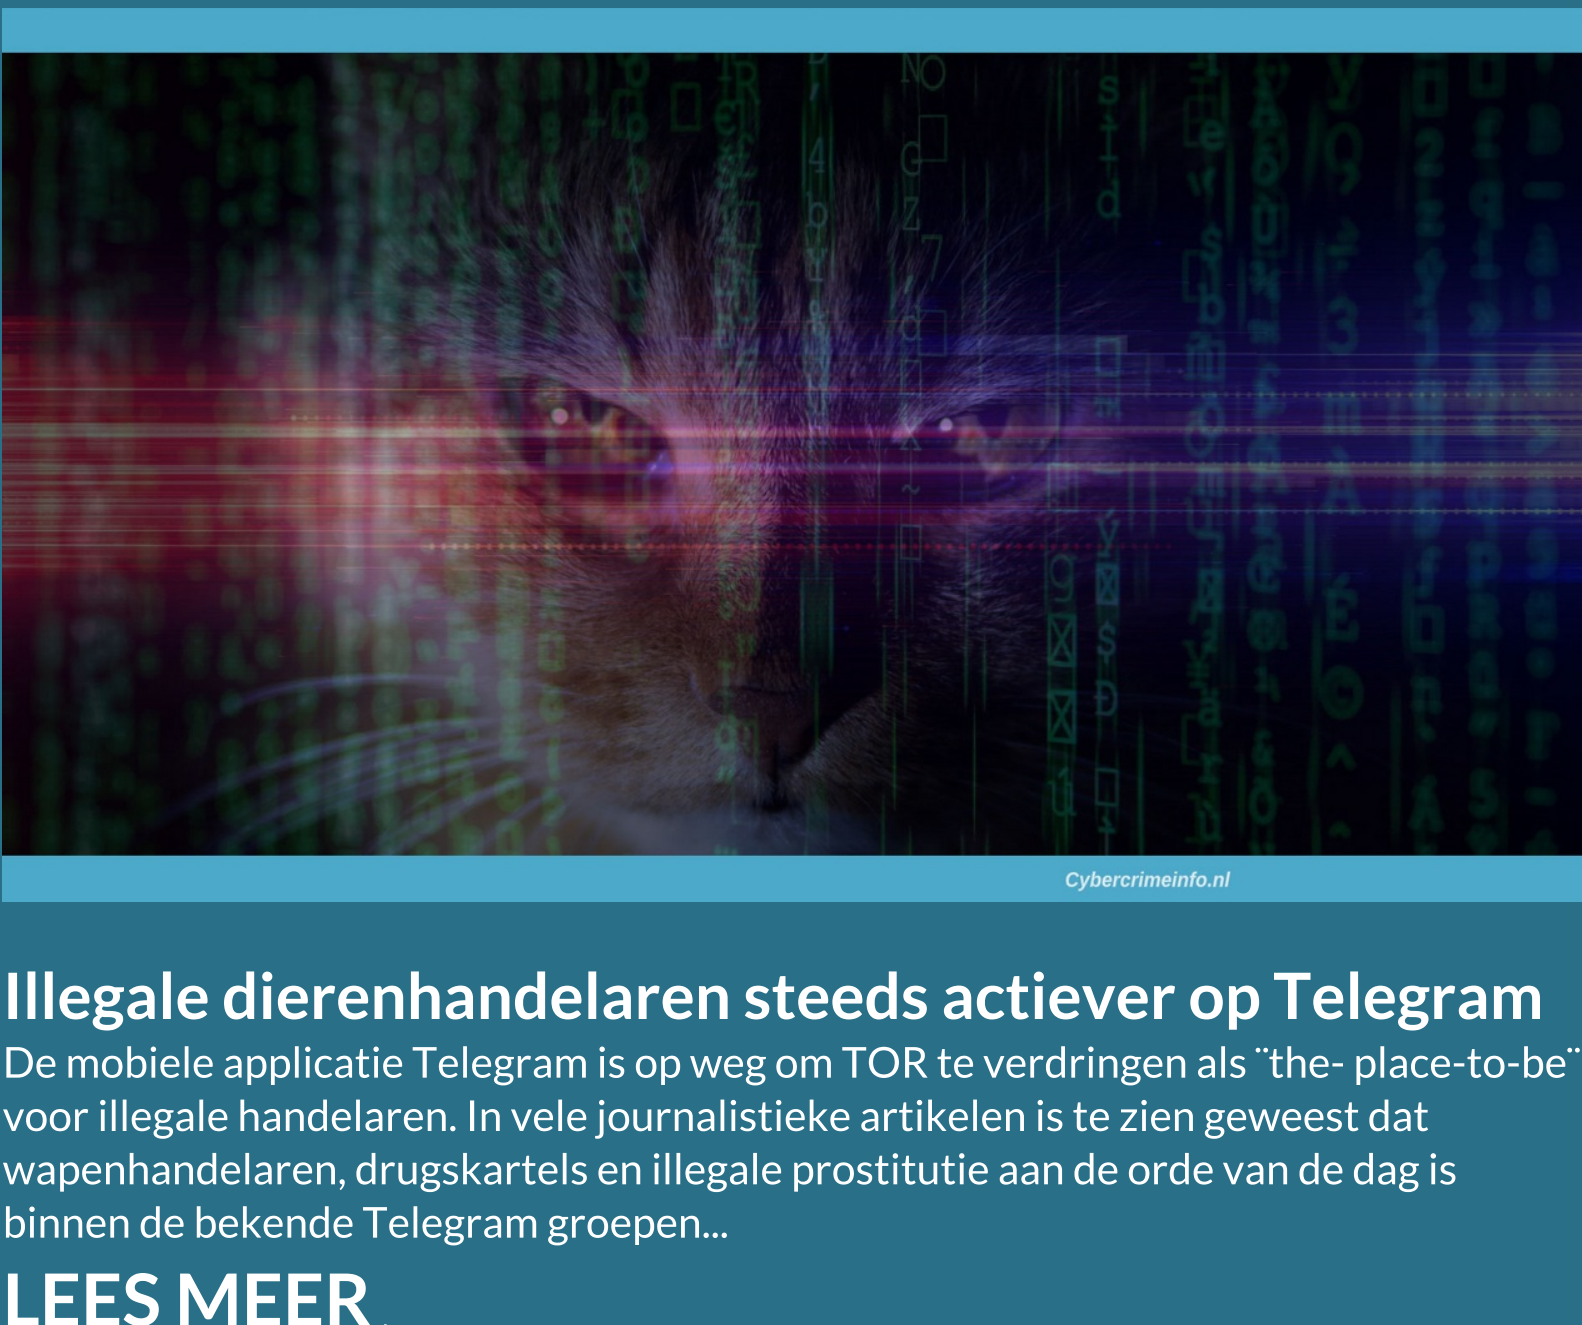 Cybercrimeinfo.nl
Illegale dierenhandelaren steeds actiever op Telegram
De mobiele applicatie Telegram is op weg om TOR te verdringen als ¨the- place-to-be¨
voor illegale handelaren. In vele journalistieke artikelen is te zien geweest dat
wapenhandelaren, drugskartels en illegale prostitutie aan de orde van de dag is
binnen de bekende Telegram groepen...
LEES MEER